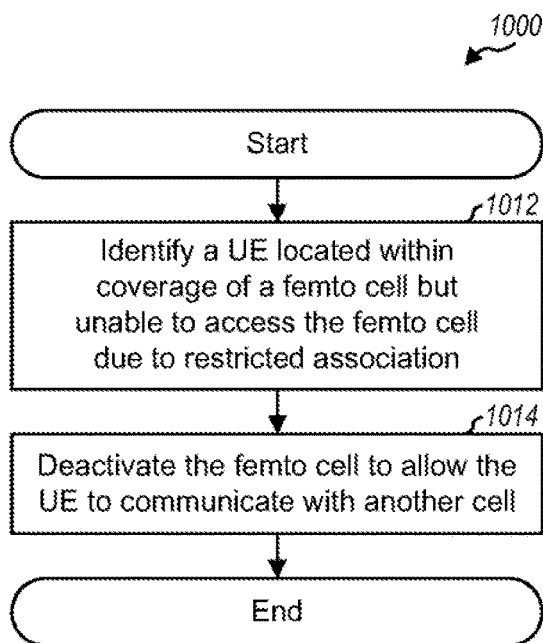 1000
Start
1012
Identify a UE located within
coverage of a femto cell but
unable to access the femto cell
due to restricted association
1014
Deactivate the femto cell to allow the
UE to communicate with another cell
End